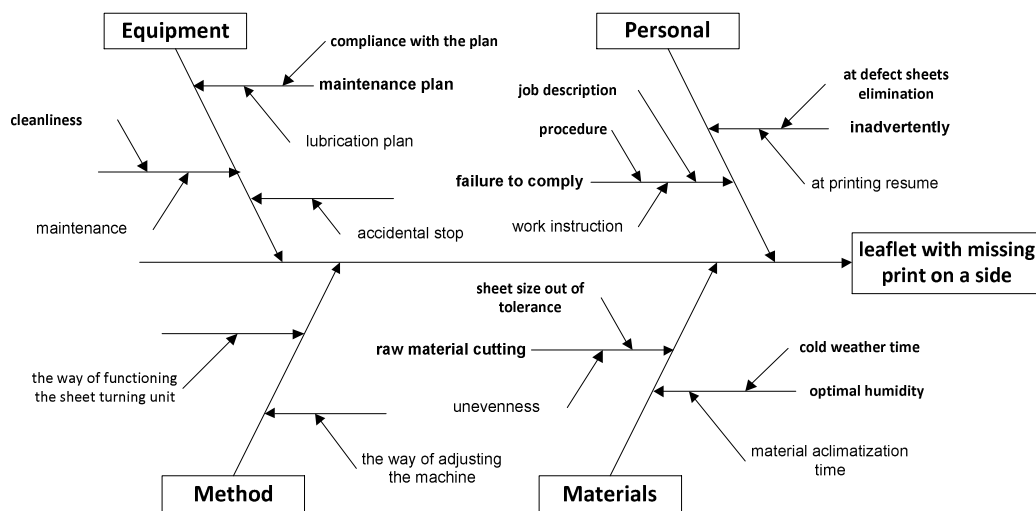 Equipment
Personal
compliance with the plan
maintenance plan
lubrication plan
cleanliness
maintenance
accidental stop
job description
procedure
failure to comply
work instruction
at defect sheets
elimination
inadvertently
at printing resume
leaflet with missing
print on a side
the way of functioning
the sheet turning unit
the way of adjusting
the machine
Method
sheet size out of
tolerance
raw material cutting
unevenness
cold weather time
optimal humidity
material aclimatization
time
Materials